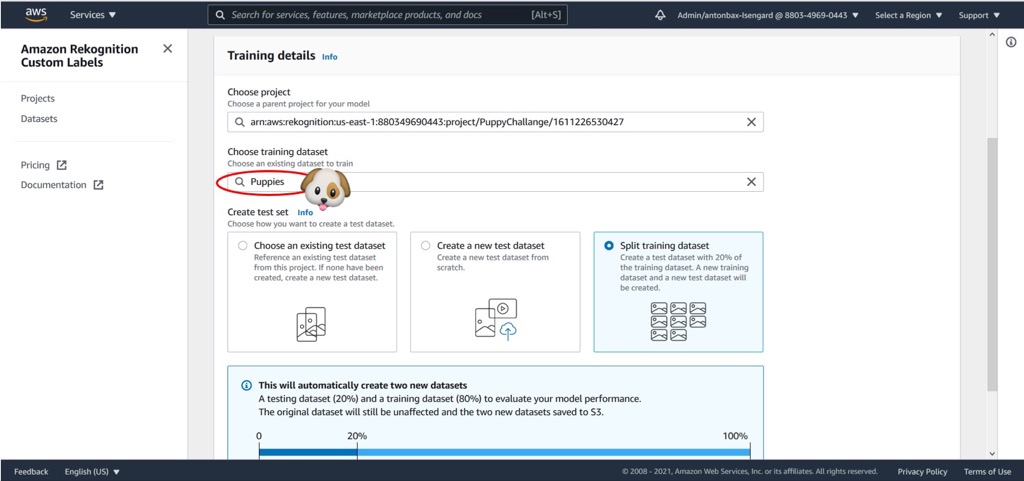 aws
Services
Search for services, features, marketplace products, and docs
[Alt+S]
Admin/antonbax-Isengard @ 8803-4969-0443
Select a Region
Support
Amazon Rekognition
Custom Labels
Projects
Datasets
Pricing
Documentation
Training details Info
Choose project
Choose a parent project for your model
arn:aws:rekognition:us-east-1:880349690443:project/PuppyChallange/1611226530427
Choose training dataset
Choose an existing dataset to train
Puppies
Create test set Info
Choose how you want to create a test dataset.
Choose an existing test dataset
Reference an existing test dataset
from this project. If none have been
created, create a new test dataset.
Create a new test dataset
Create a new test dataset from
scratch.
Split training dataset
Create a test dataset with 20% of
the training dataset. A new training
dataset and a new test dataset will
be created.
This will automatically create two new datasets
A testing dataset (20%) and a training dataset (80%) to evaluate your model performance.
The original dataset will still be unaffected and the two new datasets saved to S3.
0 20% 100%
Feedback
English (US)
© 2008 - 2021, Amazon Web Services, Inc. or its affiliates. All rights reserved.
Privacy Policy
Terms of Use